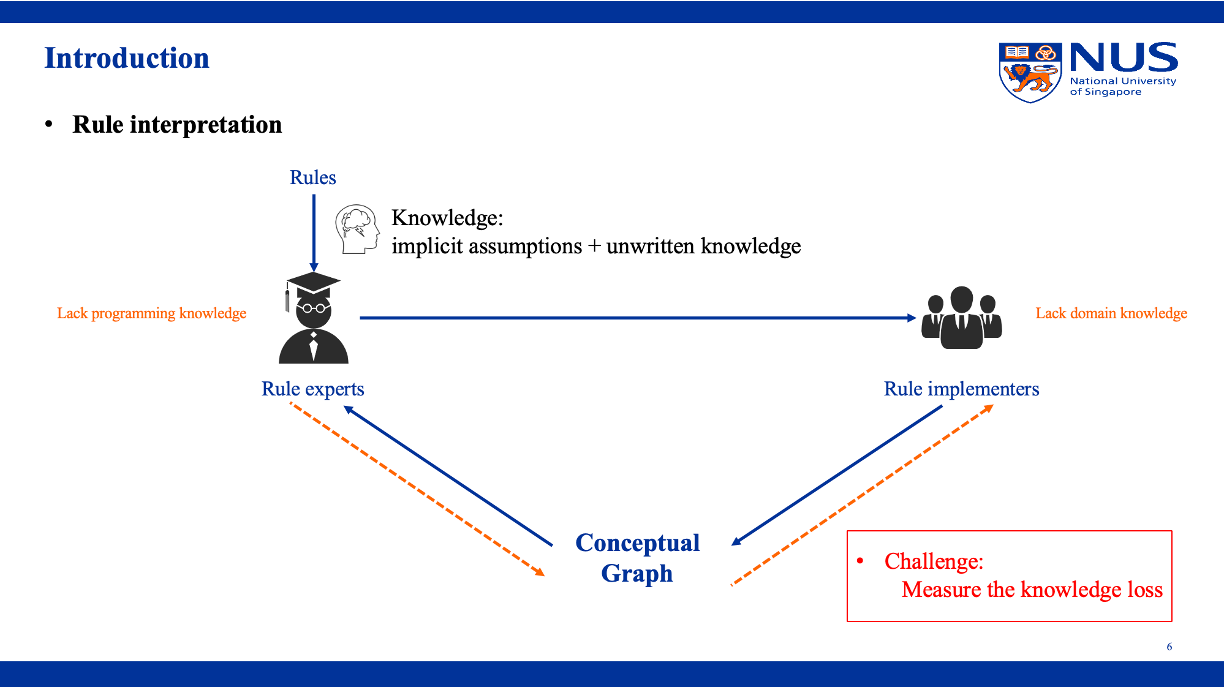 Introduction
NUS
National University
of Singapore
• Rule interpretation
Rules
Knowledge:
implicit assumptions + unwritten knowledge
Lack programming knowledge
Lack domain knowledge
Rule experts
Rule implementers
Conceptual
Graph
• Challenge:
Measure the knowledge loss
6